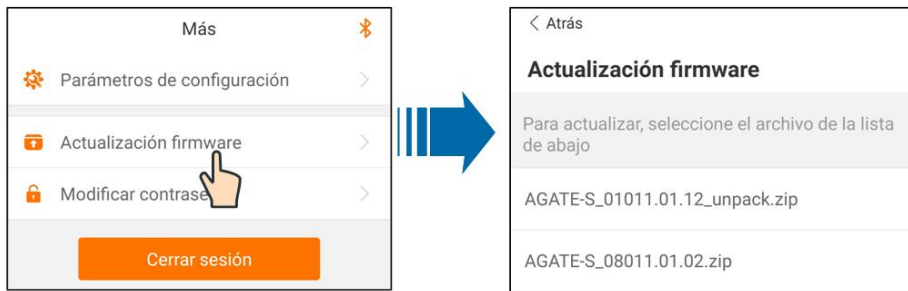 Más
Parámetros de configuración
Actualización firmware
Modificar contrase
Cerrar sesión
Atrás
Actualización firmware
Para actualizar, seleccione el archivo de la lista
de abajo
AGATE-S_01011.01.12_unpack.zip
AGATE-S_08011.01.02.zip